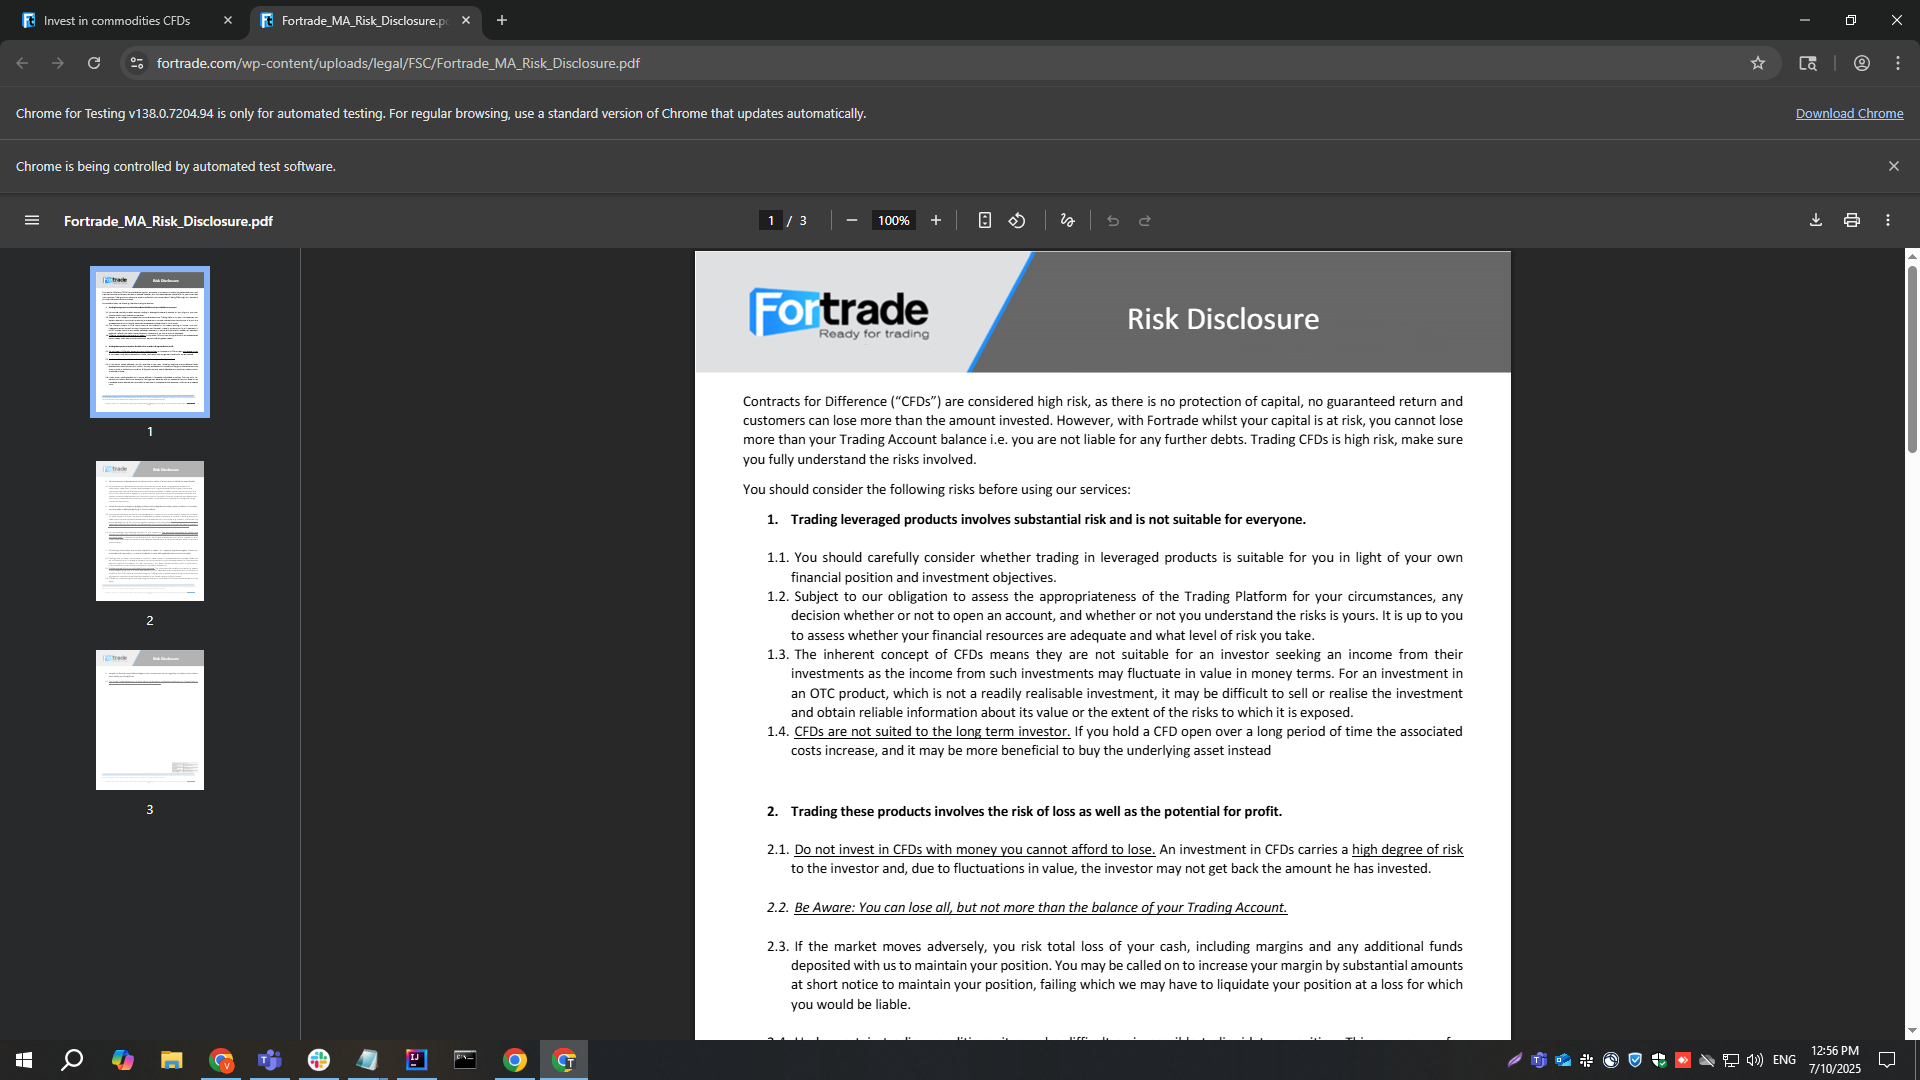 Invest in commodities CFDs
Fortrade_MA_Risk_Disclosure.p
fortrade.com/wp-content/uploads/legal/FSC/Fortrade_MA_Risk_Disclosure.pdf
Chrome for Testing v138.0.7204.94 is only for automated testing. For regular browsing, use a standard version of Chrome that updates automatically.
Download Chrome
Chrome is being controlled by automated test software.
Fortrade_MA_Risk_Disclosure.pdf
1 / 3
100%
1
2
3
Fortrade
Ready for trading
Risk Disclosure
Contracts for Difference (“CFDs”) are considered high risk, as there is no protection of capital, no guaranteed return and
customers can lose more than the amount invested. However, with Fortrade whilst your capital is at risk, you cannot lose
more than your Trading Account balance i.e. you are not liable for any further debts. Trading CFDs is high risk, make sure
you fully understand the risks involved.
You should consider the following risks before using our services:
1. Trading leveraged products involves substantial risk and is not suitable for everyone.
1.1. You should carefully consider whether trading in leveraged products is suitable for you in light of your own
financial position and investment objectives.
1.2. Subject to our obligation to assess the appropriateness of the Trading Platform for your circumstances, any
decision whether or not to open an account, and whether or not you understand the risks is yours. It is up to you
to assess whether your financial resources are adequate and what level of risk you take.
1.3. The inherent concept of CFDs means they are not suitable for an investor seeking an income from their
investments as the income from such investments may fluctuate in value in money terms. For an investment in
an OTC product, which is not a readily realisable investment, it may be difficult to sell or realise the investment
and obtain reliable information about its value or the extent of the risks to which it is exposed.
1.4. CFDs are not suited to the long term investor. If you hold a CFD open over a long period of time the associated
costs increase, and it may be more beneficial to buy the underlying asset instead
2. Trading these products involves the risk of loss as well as the potential for profit.
2.1. Do not invest in CFDs with money you cannot afford to lose. An investment in CFDs carries a high degree of risk
to the investor and, due to fluctuations in value, the investor may not get back the amount he has invested.
2.2. Be Aware: You can lose all, but not more than the balance of your Trading Account.
2.3. If the market moves adversely, you risk total loss of your cash, including margins and any additional funds
deposited with us to maintain your position. You may be called on to increase your margin by substantial amounts
at short notice to maintain your position, failing which we may have to liquidate your position at a loss for which
you would be liable.
ENG
12:56 PM
7/10/2025